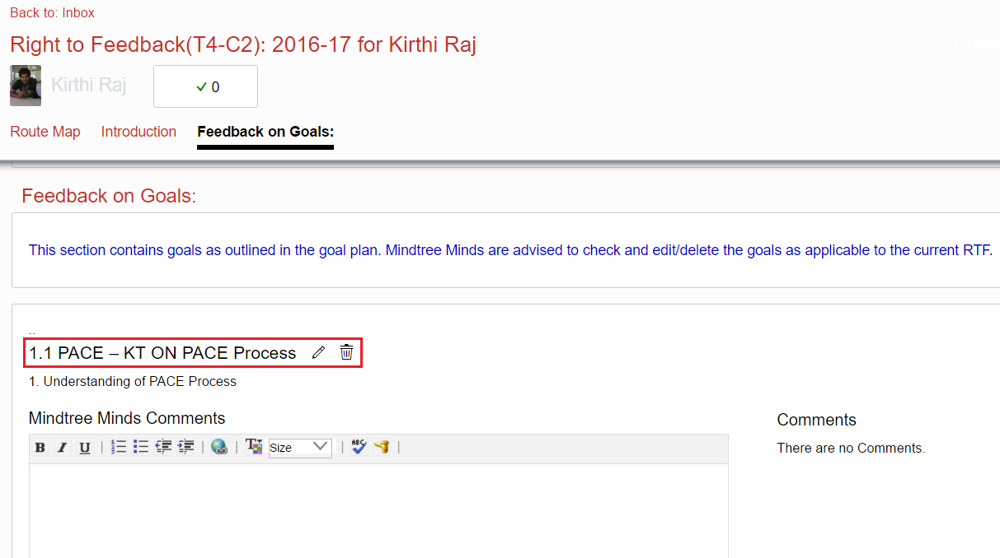 Back to: Inbox
Right to Feedback(T4-C2): 2016-17 for Kirthi Raj
Kirthi Raj
0
Route Map Introduction Feedback on Goals:
Feedback on Goals:
This section contains goals as outlined in the goal plan. Mindtree Minds are advised to check and edit/delete the goals as applicable to the current RTF.
..
1.1 PACE – KT ON PACE Process
1. Understanding of PACE Process
Mindtree Minds Comments
Comments
B I U Size ABC
There are no Comments.